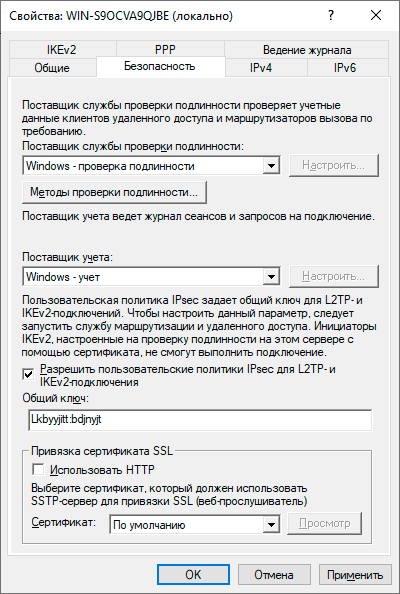 Свойства: WIN-S9OCVA9QJBE (локально)
IKEv2 PPP Ведение журнала
Общие Безопасность IPv4 IPv6
Поставщик службы проверки подлинности проверяет учетные
данные клиентов удаленного доступа и маршрутизаторов вызова по
требованию.
Поставщик службы проверки подлинности:
Windows - проверка подлинности Настроить...
Методы проверки подлинности...
Поставщик учета ведет журнал сеансов и запросов на подключение.
Поставщик учета:
Windows - учет Настроить...
Пользовательская политика IPsec задает общий ключ для L2TP- и
IKEv2-подключений. Чтобы настроить данный параметр, следует
запустить службу маршрутизации и удаленного доступа. Инициаторы
IKEv2, настроенные на проверку подлинности на этом сервере с
помощью сертификата, не смогут выполнить подключение.
Разрешить пользовательские политики IPsec для L2TP- и
IKEv2-подключения
Общий ключ:
Lkbyyjitt:bdjnyjt
Привязка сертификата SSL
Использовать HTTP
Выберите сертификат, который должен использовать
SSTP-сервер для привязки SSL (веб-прослушиватель)
Сертификат: По умолчанию Просмотр
OK Отмена Применить